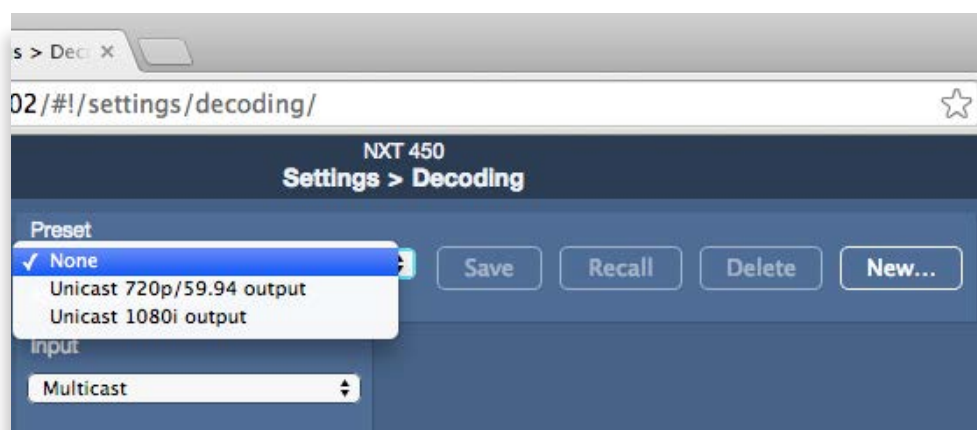 s > Dec ×
02/#!/settings/decoding/
NXT 450
Settings > Decoding
Preset
✓ None
Save
Recall
Delete
New...
Unicast 720p/59.94 output
Unicast 1080i output
Input
Multicast